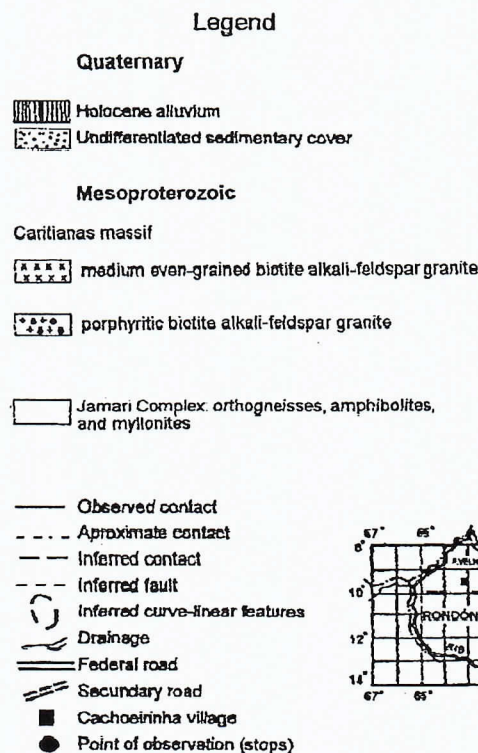 Legend
Quaternary
Holocene alluvium
Undifferentiated sedimentary cover
Mesoproterozoic
Caritianas massif
medium even-grained biotite alkali-feldspar granite
porphyritic biotite alkali-feldspar granite
Jamari Complex: orthogneisses, amphibolites,
and mylonites
Observed contact
Aproximate contact
Inferred contact
Inferred fault
Inferred curve-linear features
Drainage
Federal road
Secundary road
Cachoeirinha village
Point of observation (stops)
67° 65°
8°
P.VELH
10°
RONDÔN
12°
14°
67° 65°